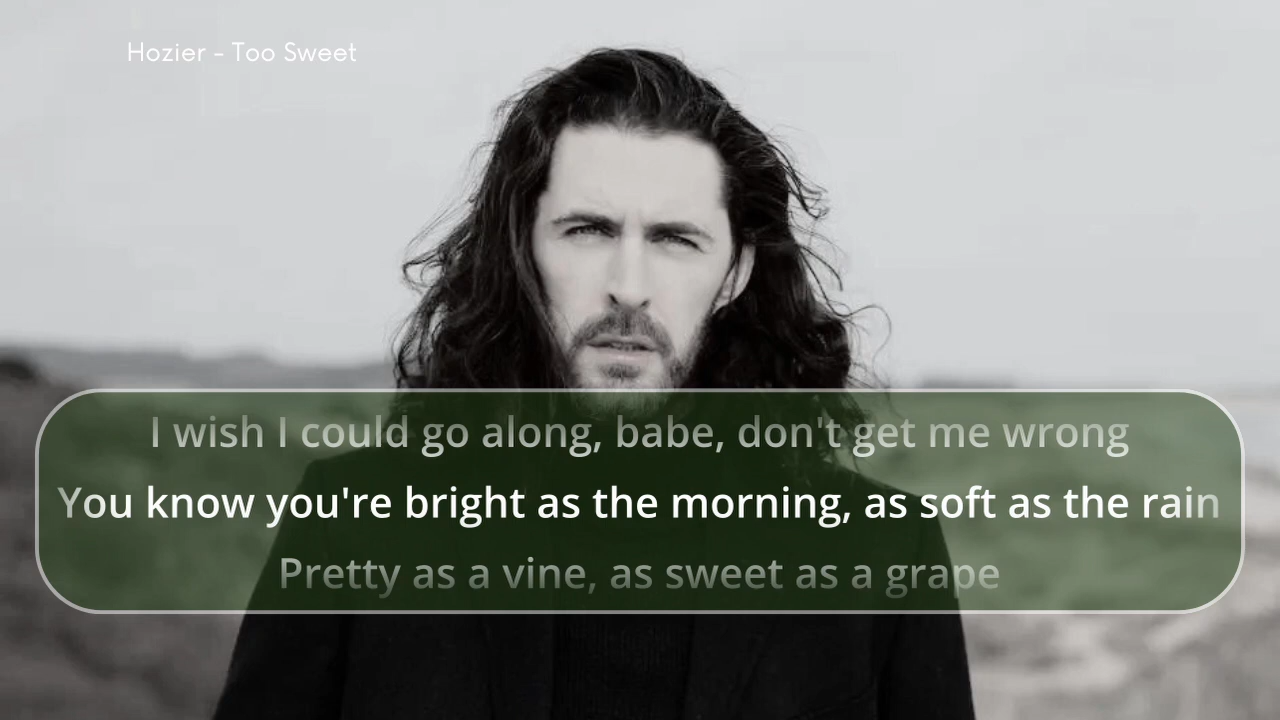 Hozier - Too Sweet
I wish I could go along, babe, don't get me wrong
You know you're bright as the morning, as soft as the rain
Pretty as a vine, as sweet as a grape